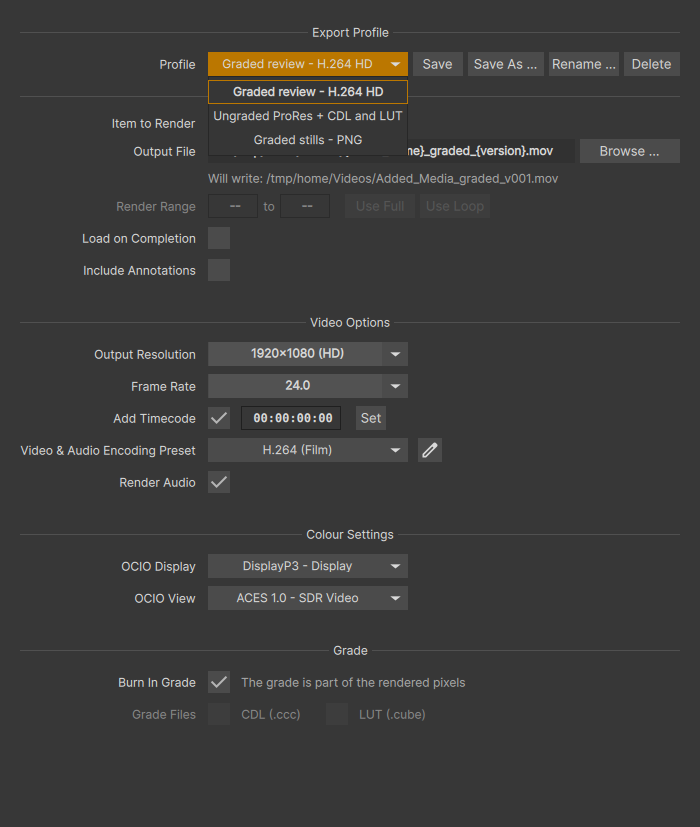 Export Profile
Profile Graded review - H.264 HD Save Save As ... Rename ... Delete
Graded review - H.264 HD
Ungraded ProRes + CDL and LUT
Graded stills - PNG
Item to Render
Output File }_graded_{version}.mov Browse ...
Will write: /tmp/home/Videos/Added_Media_graded_v001.mov
Render Range -- to -- Use Full Use Loop
Load on Completion
Include Annotations
Video Options
Output Resolution 1920×1080 (HD)
Frame Rate 24.0
Add Timecode 00:00:00:00 Set
Video & Audio Encoding Preset H.264 (Film)
Render Audio
Colour Settings
OCIO Display DisplayP3 - Display
OCIO View ACES 1.0 - SDR Video
Grade
Burn In Grade The grade is part of the rendered pixels
Grade Files CDL (.ccc) LUT (.cube)